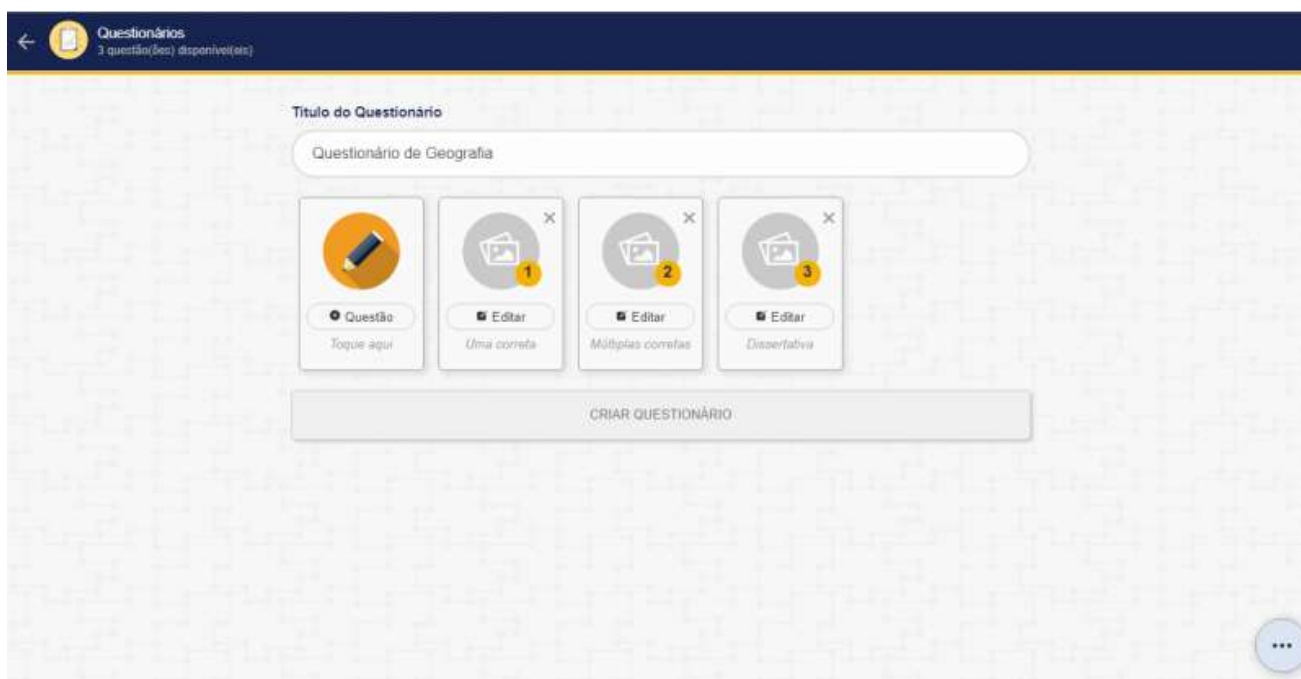 Questionários
3 questão(ões) disponível(eis)
Título do Questionário
Questionário de Geografia
1
2
3
Questão
Editar
Editar
Editar
Toque aqui
Uma correta
Múltiplas corretas
Dissertativa
CRIAR QUESTIONÁRIO